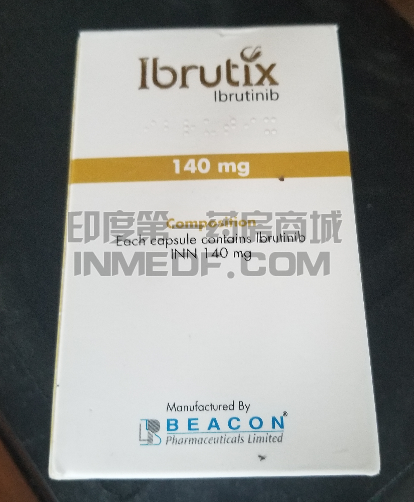 Ibrutix
Ibrutinib
140 mg
印度第一药房商城
INMEDF.COM
Composition
Each capsule contains Ibrutinib
INN 140 mg
Manufactured By
BEACON®
Pharmaceuticals Limited